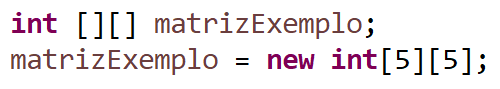 int [][] matrizExemplo;
matrizExemplo = new int[5][5];